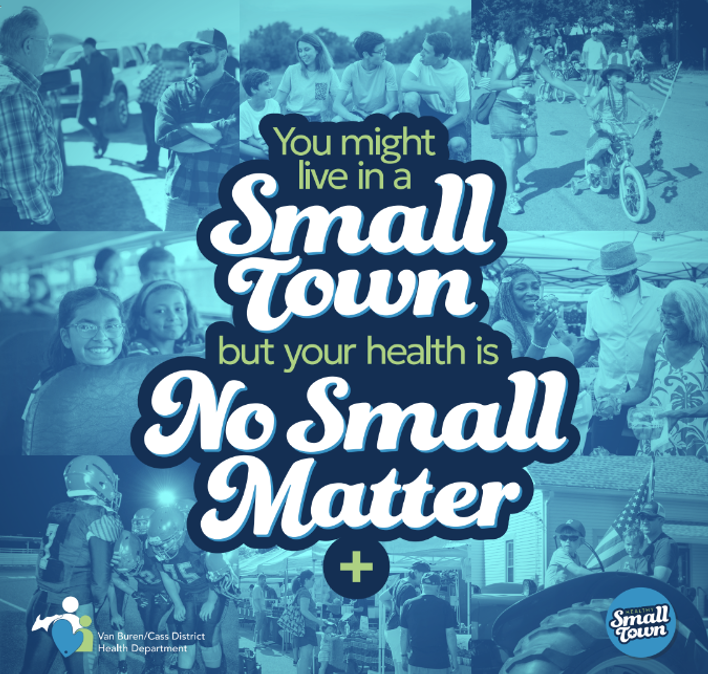 You might
live in a
Small
Town
but your health is
No Small
Matter
+
Van Buren/Cass District
Health Department
HEALTHY
Small
Town